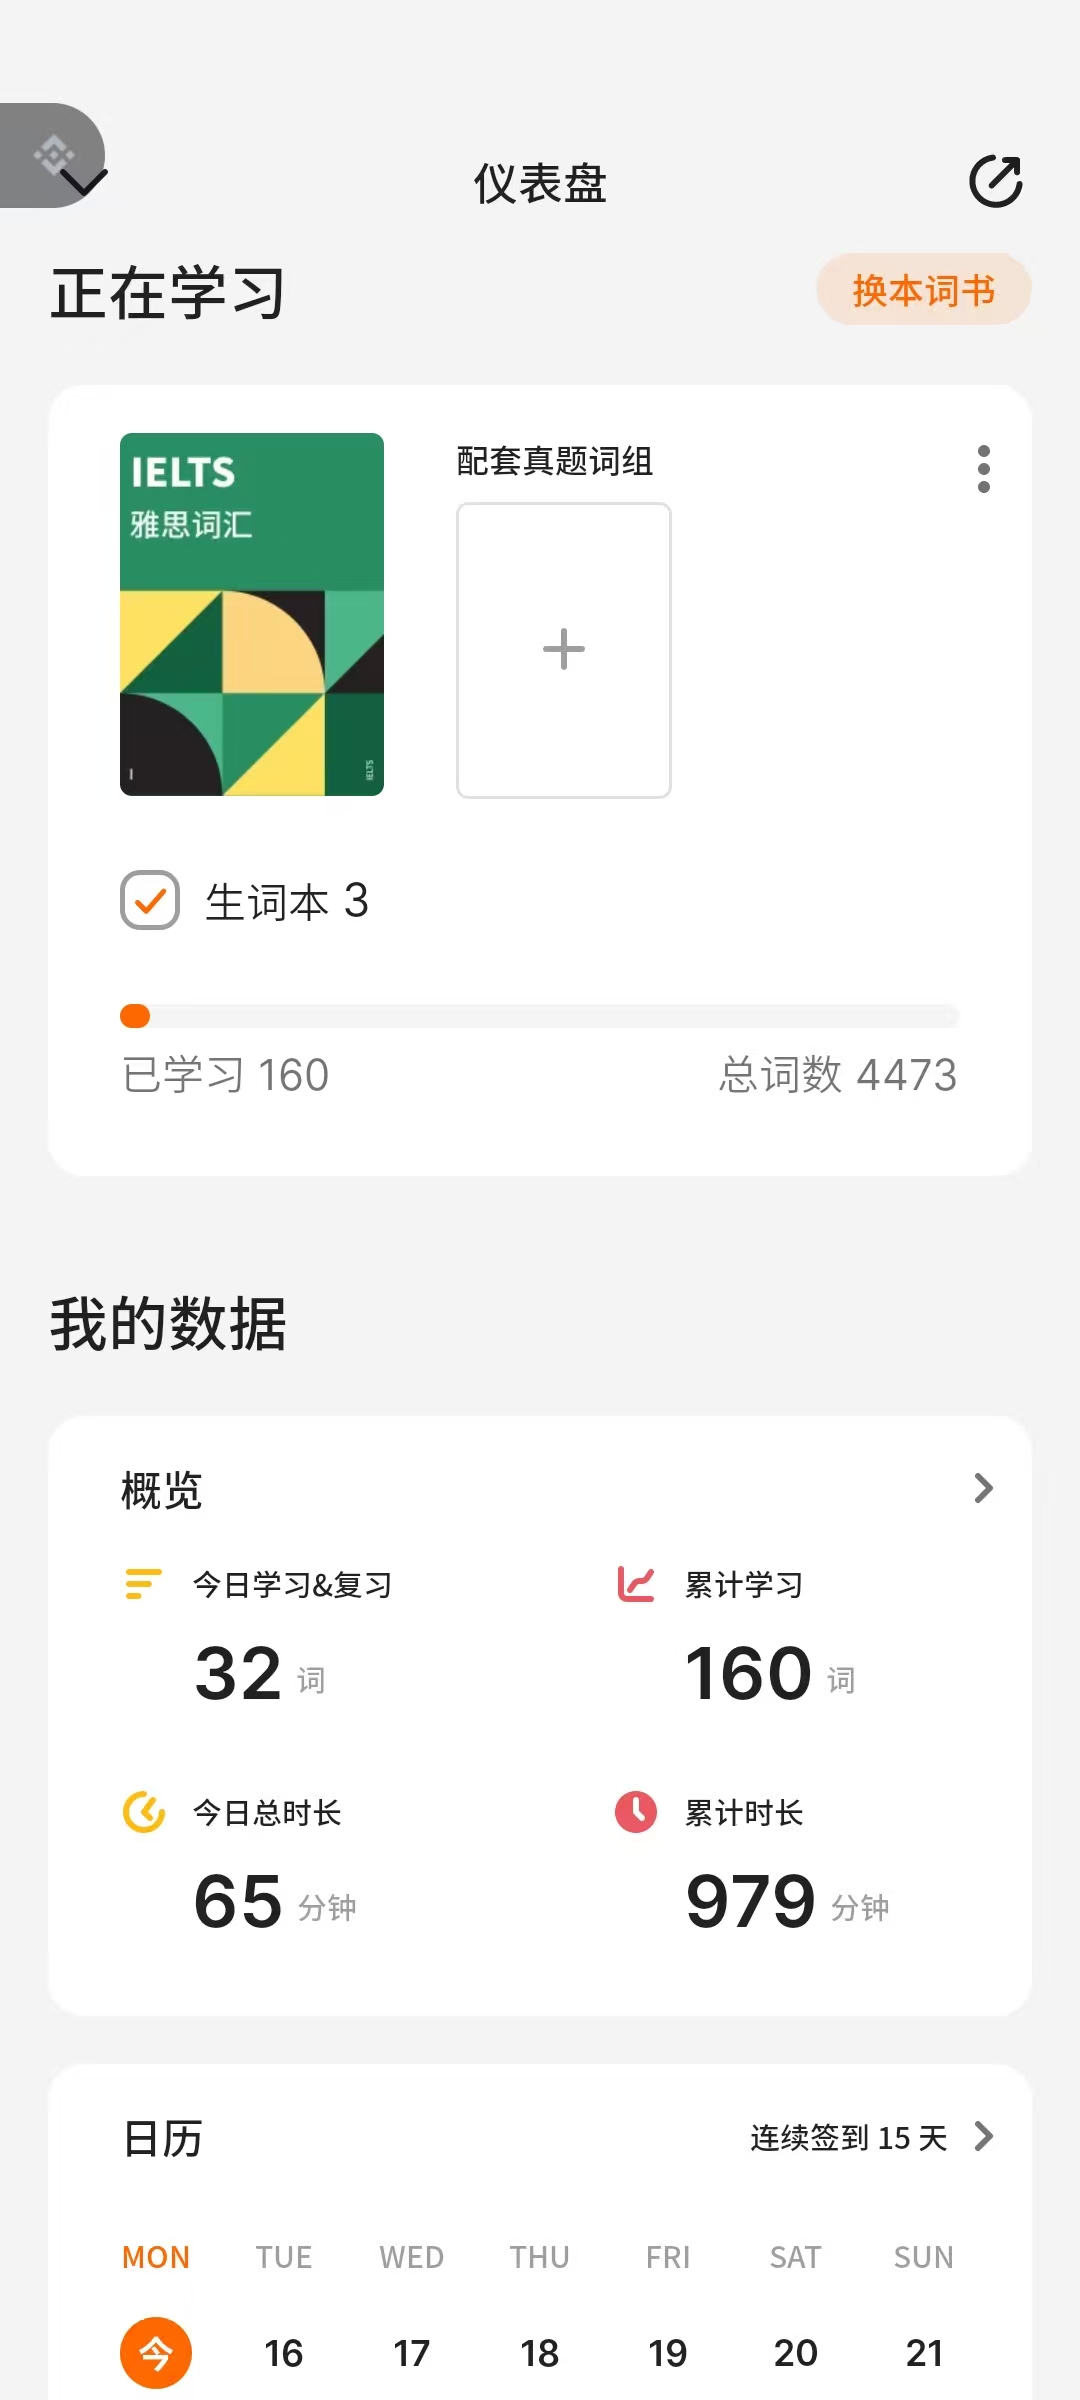 仪表盘
正在学习
换本词书
IELTS
雅思词汇
I
IELTS
配套真题词组
生词本 3
已学习 160
总词数 4473
我的数据
概览
今日学习&复习
累计学习
32 词
160 词
今日总时长
累计时长
65 分钟
979 分钟
日历
连续签到 15 天
MON TUE WED THU FRI SAT SUN
今 16 17 18 19 20 21